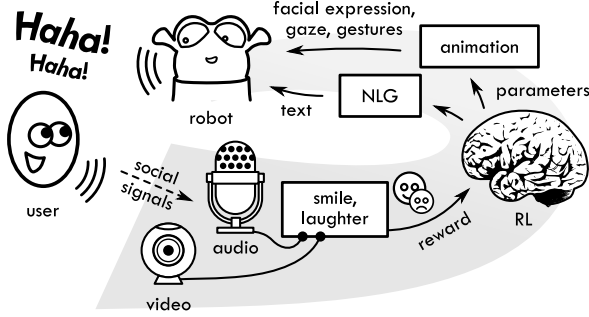 Haha!
Haha!
facial expression,
gaze, gestures
animation
parameters
NLG
text
robot
user
social
signals
audio
video
smile,
laughter
reward
RL